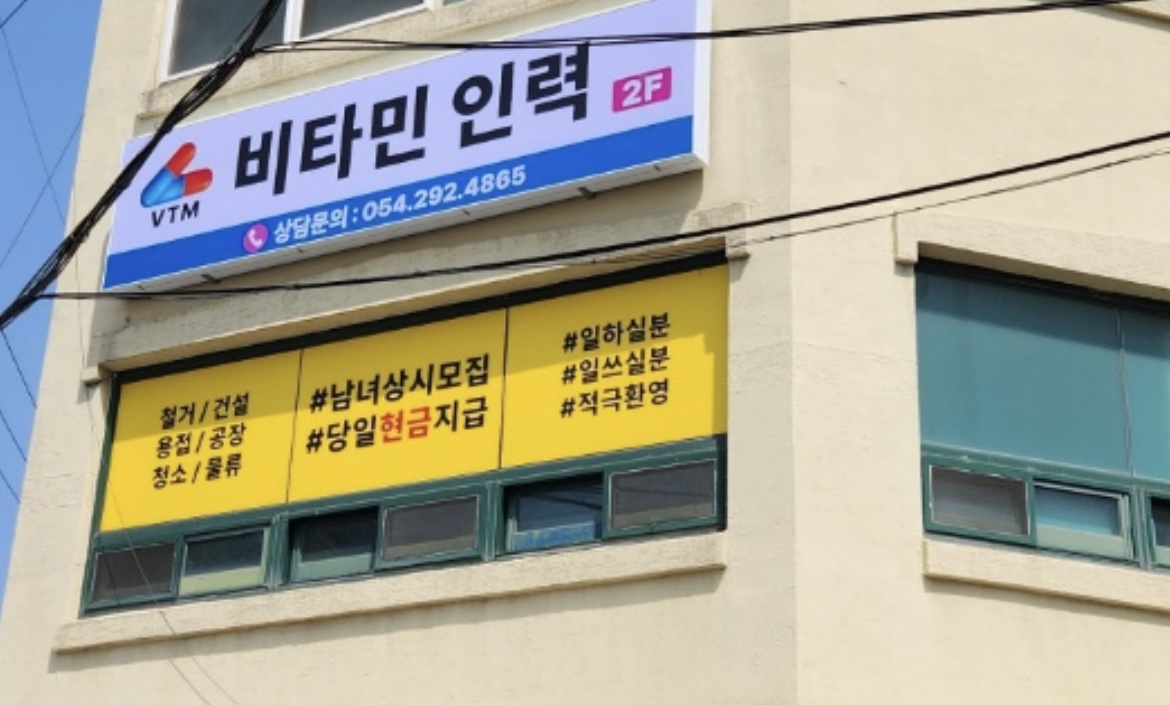 비타민 인력 2F
VTM
상담문의 : 054.292.4865
철거 / 건설
용접 / 공장
청소 / 물류
#남녀상시모집
#당일현금지급
#일하실분
#일쓰실분
#적극환영